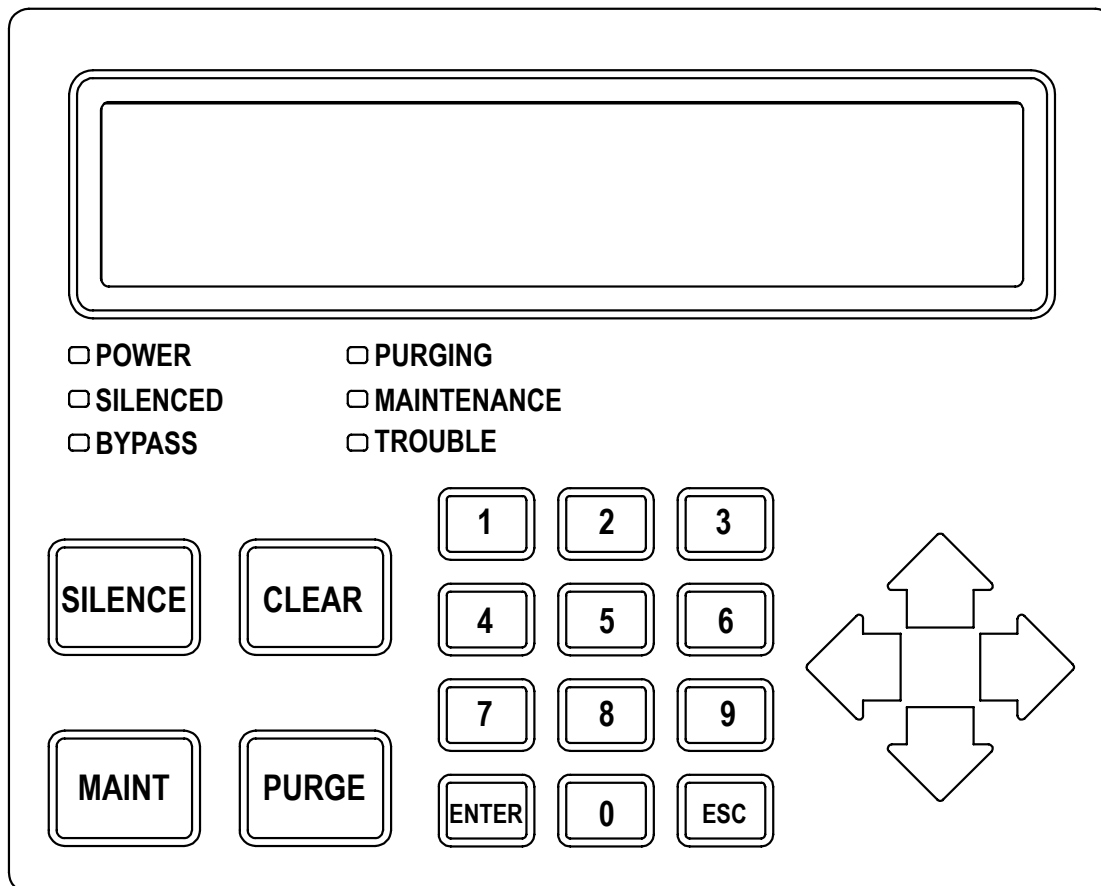 POWER
SILENCED
BYPASS
PURGING
MAINTENANCE
TROUBLE
SILENCE
CLEAR
MAINT
PURGE
1 2 3
4 5 6
7 8 9
ENTER 0 ESC